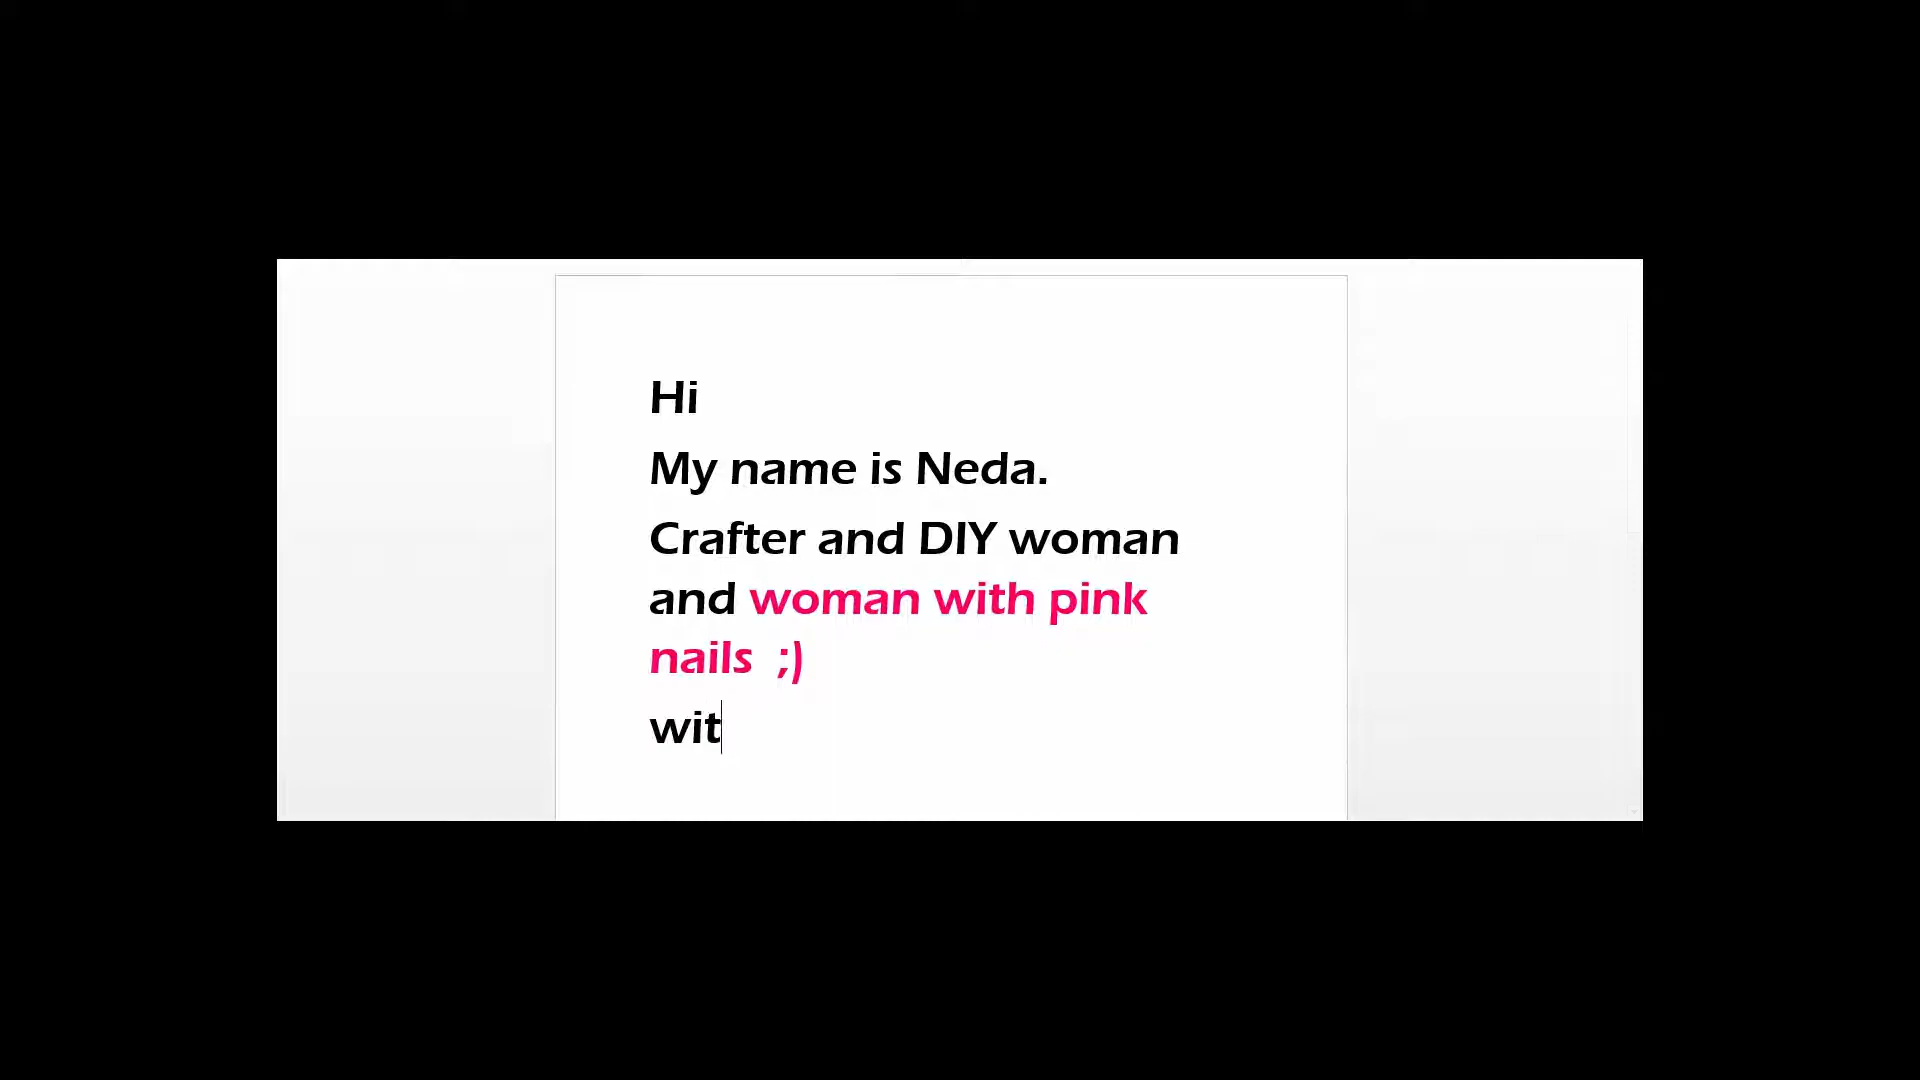 Hi
My name is Neda.
Crafter and DIY woman
and woman with pink
nails  ;)
wit